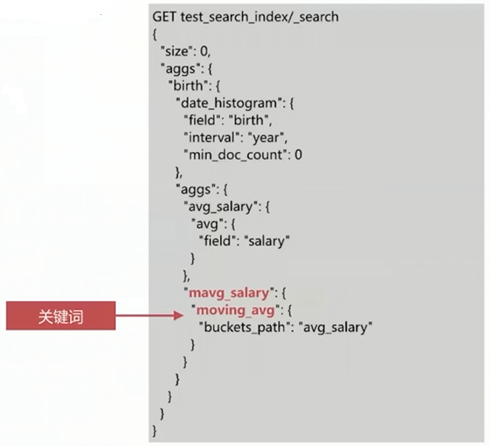 GET test_search_index/_search
{
"size": 0,
"aggs": {
"birth": {
"date_histogram": {
"field": "birth",
"interval": "year",
"min_doc_count": 0
},
"aggs": {
"avg_salary": {
"avg": {
"field": "salary"
}
},
"mavg_salary": {
关键词
"moving_avg": {
"buckets_path": "avg_salary"
}
}
}
}
}
}